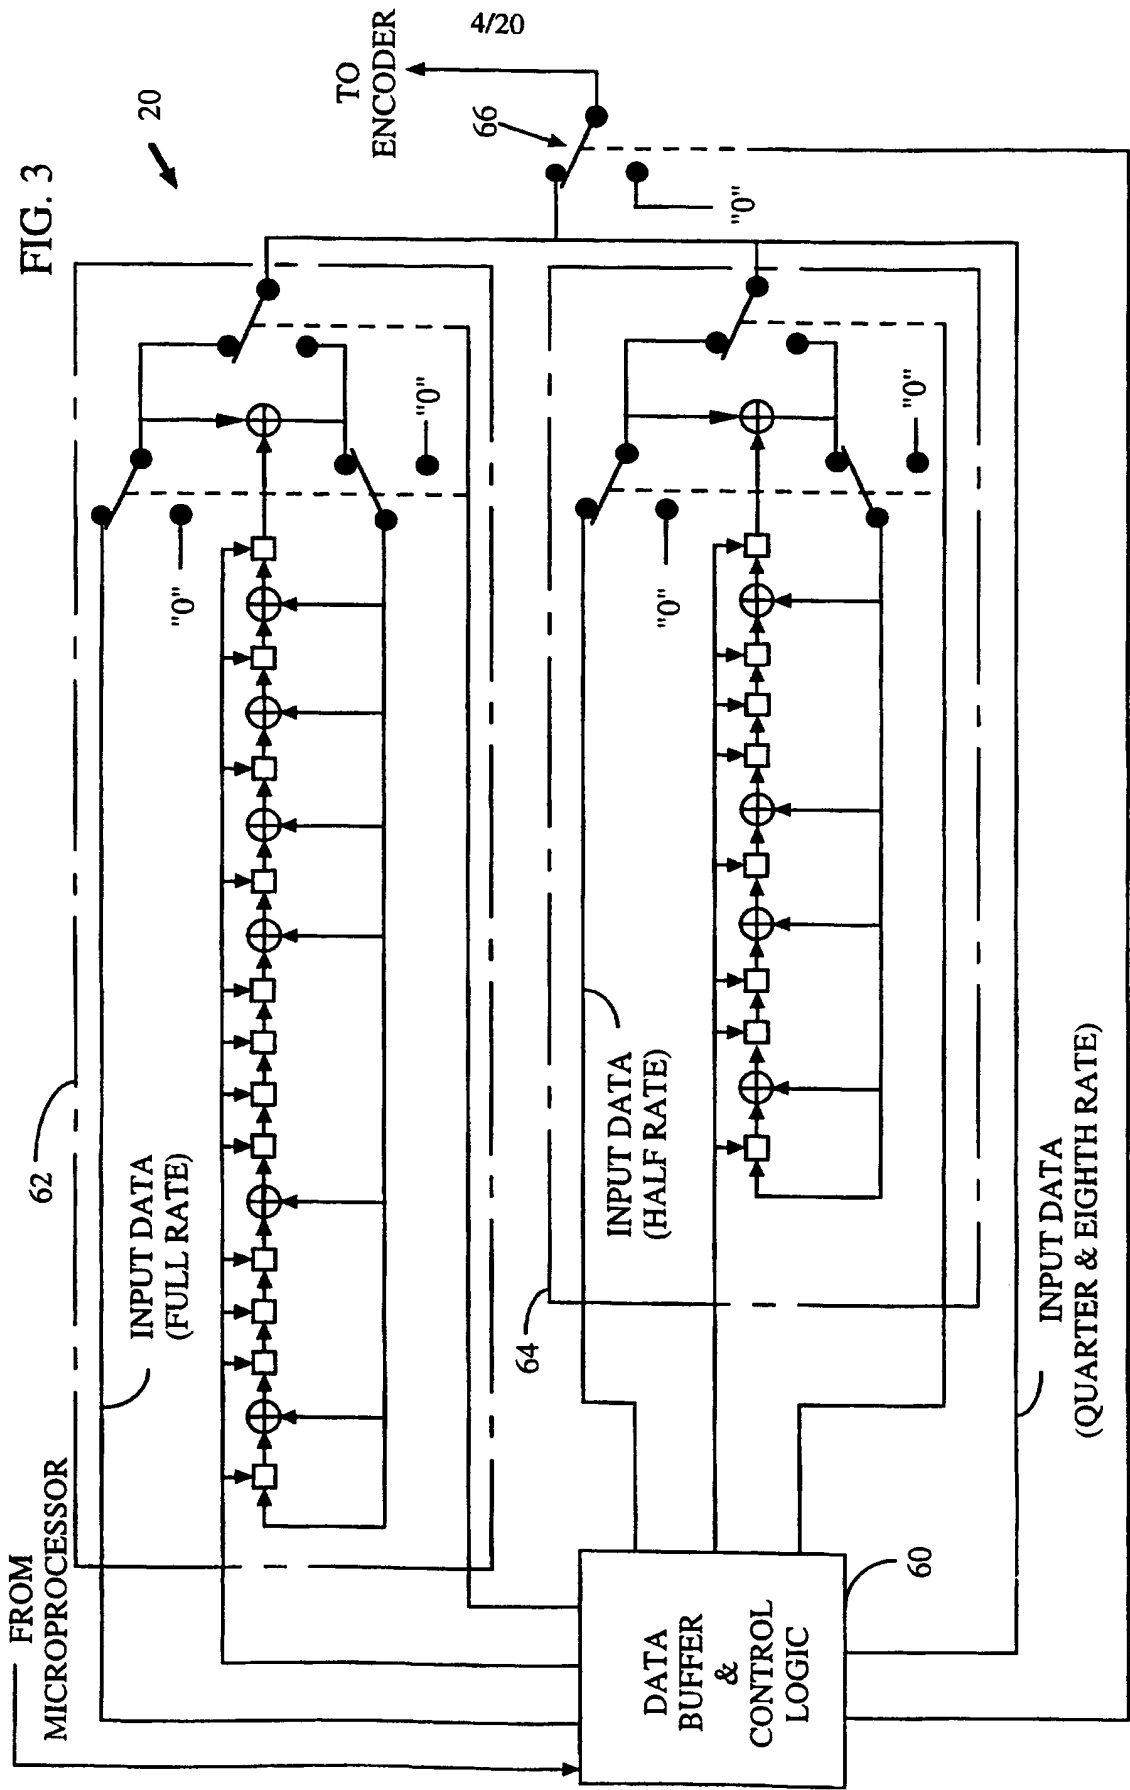 FIG. 3
20
4/20
TO
ENCODER
66
"0"
62
FROM
MICROPROCESSOR
INPUT DATA
(FULL RATE)
"0"
"0"
64
INPUT DATA
(HALF RATE)
"0"
"0"
DATA
BUFFER
&
CONTROL
LOGIC
60
INPUT DATA
(QUARTER & EIGHTH RATE)